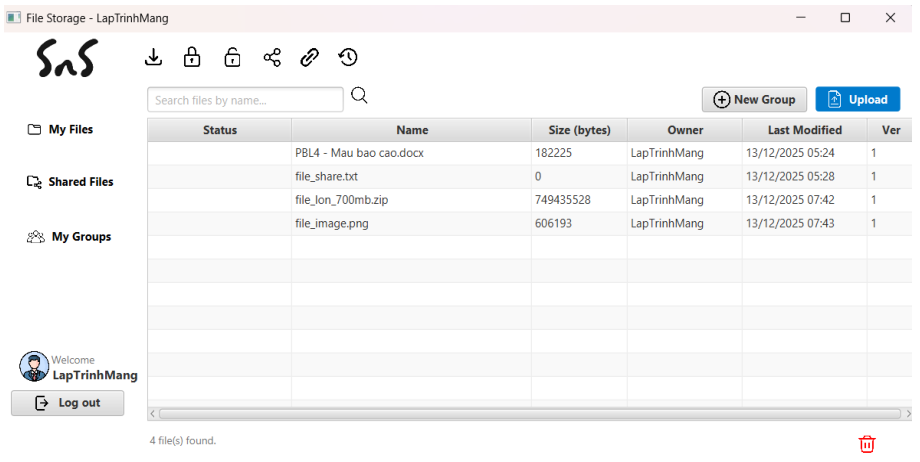 File Storage - LapTrinhMang
SnS
Search files by name...
New Group
Upload
My Files
Shared Files
My Groups
Status Name Size (bytes) Owner Last Modified Ver
PBL4 - Mau bao cao.docx 182225 LapTrinhMang 13/12/2025 05:24 1
file_share.txt 0 LapTrinhMang 13/12/2025 05:28 1
file_lon_700mb.zip 749435528 LapTrinhMang 13/12/2025 07:42 1
file_image.png 606193 LapTrinhMang 13/12/2025 07:43 1
Welcome
LapTrinhMang
Log out
4 file(s) found.